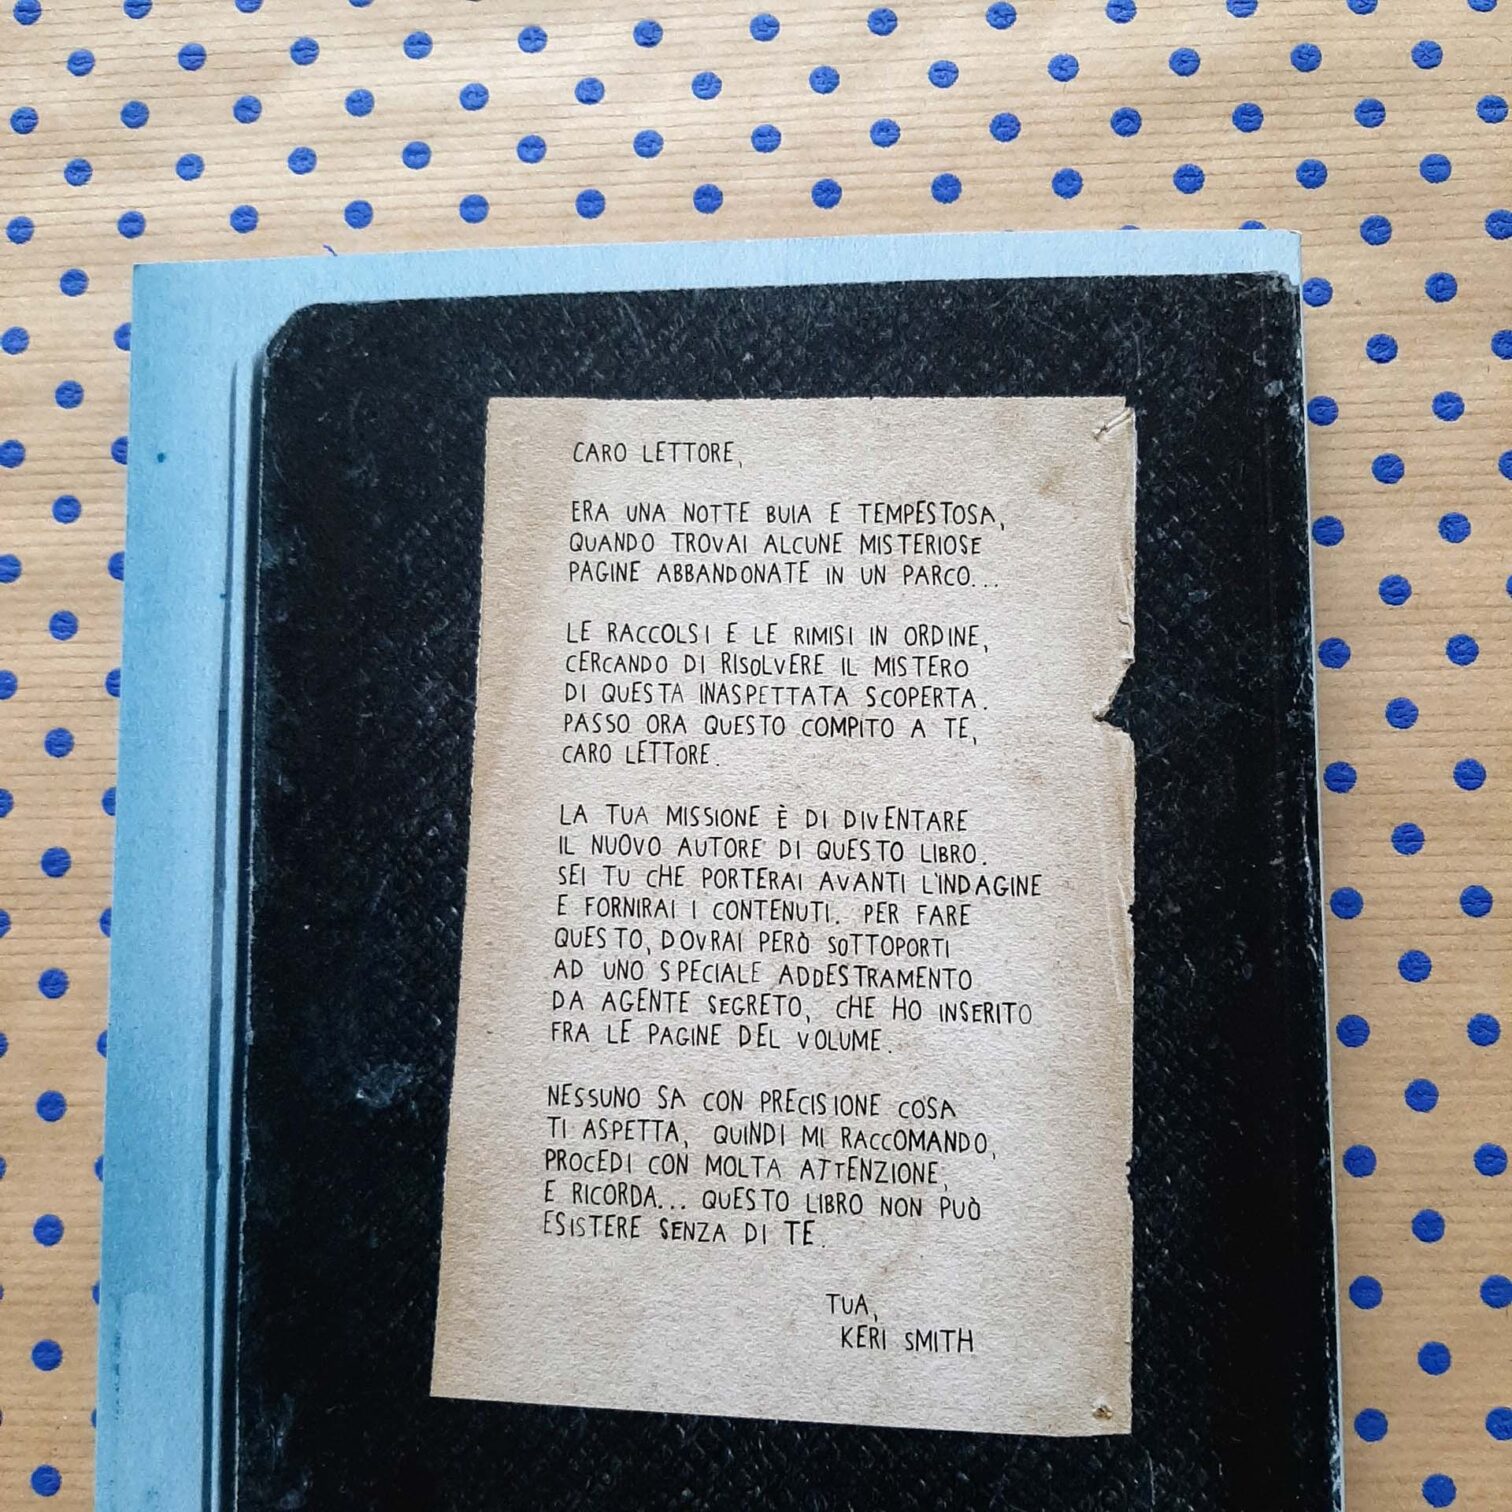 CARO LETTORE,
ERA UNA NOTTE BUIA E TEMPESTOSA,
QUANDO TROVAI ALCUNE MISTERIOSE
PAGINE ABBANDONATE IN UN PARCO...
LE RACCOLSI E LE RIMISI IN ORDINE,
CERCANDO DI RISOLVERE IL MISTERO
DI QUESTA INASPETTATA SCOPERTA.
PASSO ORA QUESTO COMPITO A TE,
CARO LETTORE.
LA TUA MISSIONE È DI DIVENTARE
IL NUOVO AUTORE DI QUESTO LIBRO.
SEI TU CHE PORTERAI AVANTI L'INDAGINE
E FORNIRAI I CONTENUTI. PER FARE
QUESTO, DOVRAI PERÒ SOTTOPORTI
AD UNO SPECIALE ADDESTRAMENTO
DA AGENTE SEGRETO, CHE HO INSERITO
FRA LE PAGINE DEL VOLUME.
NESSUNO SA CON PRECISIONE COSA
TI ASPETTA, QUINDI MI RACCOMANDO,
PROCEDI CON MOLTA ATTENZIONE,
E RICORDA... QUESTO LIBRO NON PUÒ
ESISTERE SENZA DI TE.
TUA,
KERI SMITH